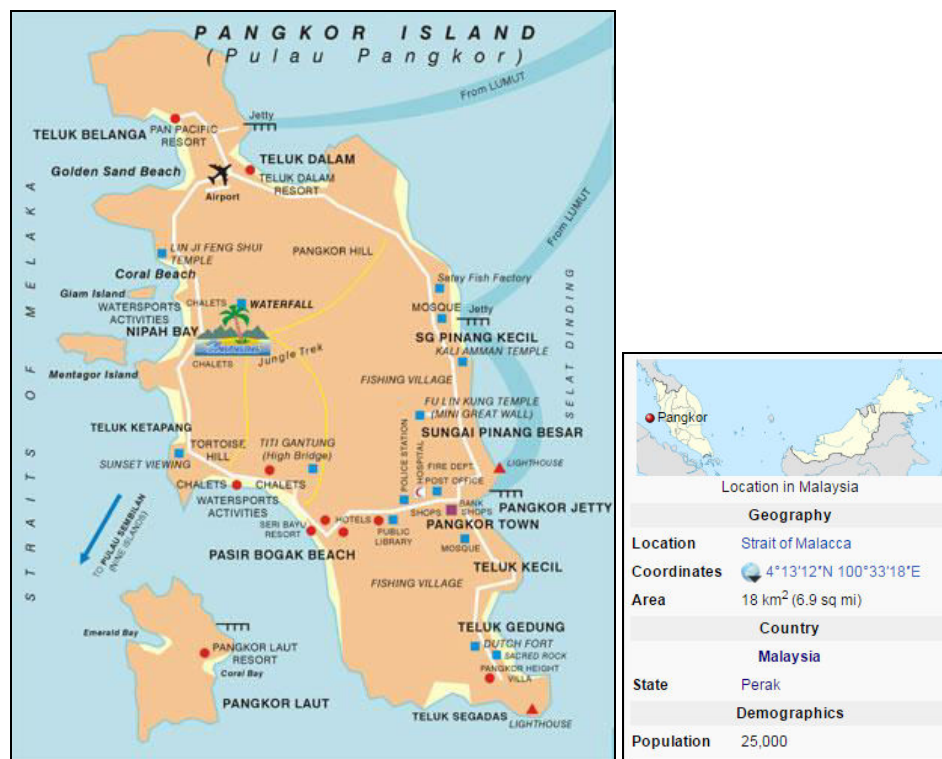 PANGKOR ISLAND
(Pulau Pangkor)
From LUMUT
Jetty
TELUK BELANGA
PAN PACIFIC
RESORT
Golden Sand Beach
Airport
TELUK DALAM
TELUK DALAM
RESORT
From LUMUT
LIN JI FENG SHUI
TEMPLE
PANGKOR HILL
Coral Beach
Giam Island
WATERSPORTS
ACTIVITIES
CHALETS
WATERFALL
NIPAH BAY
CHALETS
Jungle Trek
Mentagor Island
Satay Fish Factory
MOSQUE
Jetty
SG PINANG KECIL
KALI AMMAN TEMPLE
FISHING VILLAGE
FU LIN KUNG TEMPLE
(MINI GREAT WALL)
SUNGAI PINANG BESAR
SELAT DINDING
STRAITS OF MELAKA
TELUK KETAPANG
SUNSET VIEWING
TORTOISE
HILL
TITI GANTUNG
(High Bridge)
CHALETS
CHALETS
WATERSPORTS
ACTIVITIES
POLICE STATION
HOSPITAL
FIRE DEPT.
POST OFFICE
LIGHTHOUSE
SHOPS
BANK
SHOPS
PANGKOR JETTY
PANGKOR TOWN
SERI BAYU
RESORT
HOTELS
PUBLIC
LIBRARY
MOSQUE
PASIR BOGAK BEACH
TELUK KECIL
FISHING VILLAGE
TO PULAU SEMBILAN
(NINE ISLANDS)
TELUK GEDUNG
DUTCH FORT
SACRED ROCK
PANGKOR HEIGHT
VILLA
TELUK SEGADAS
LIGHTHOUSE
Emerald Bay
PANGKOR LAUT
RESORT
Coral Bay
PANGKOR LAUT
Pangkor
Location in Malaysia
Geography
Location Strait of Malacca
Coordinates 4°13'12"N 100°33'18"E
Area 18 km2 (6.9 sq mi)
Country
Malaysia
State Perak
Demographics
Population 25,000